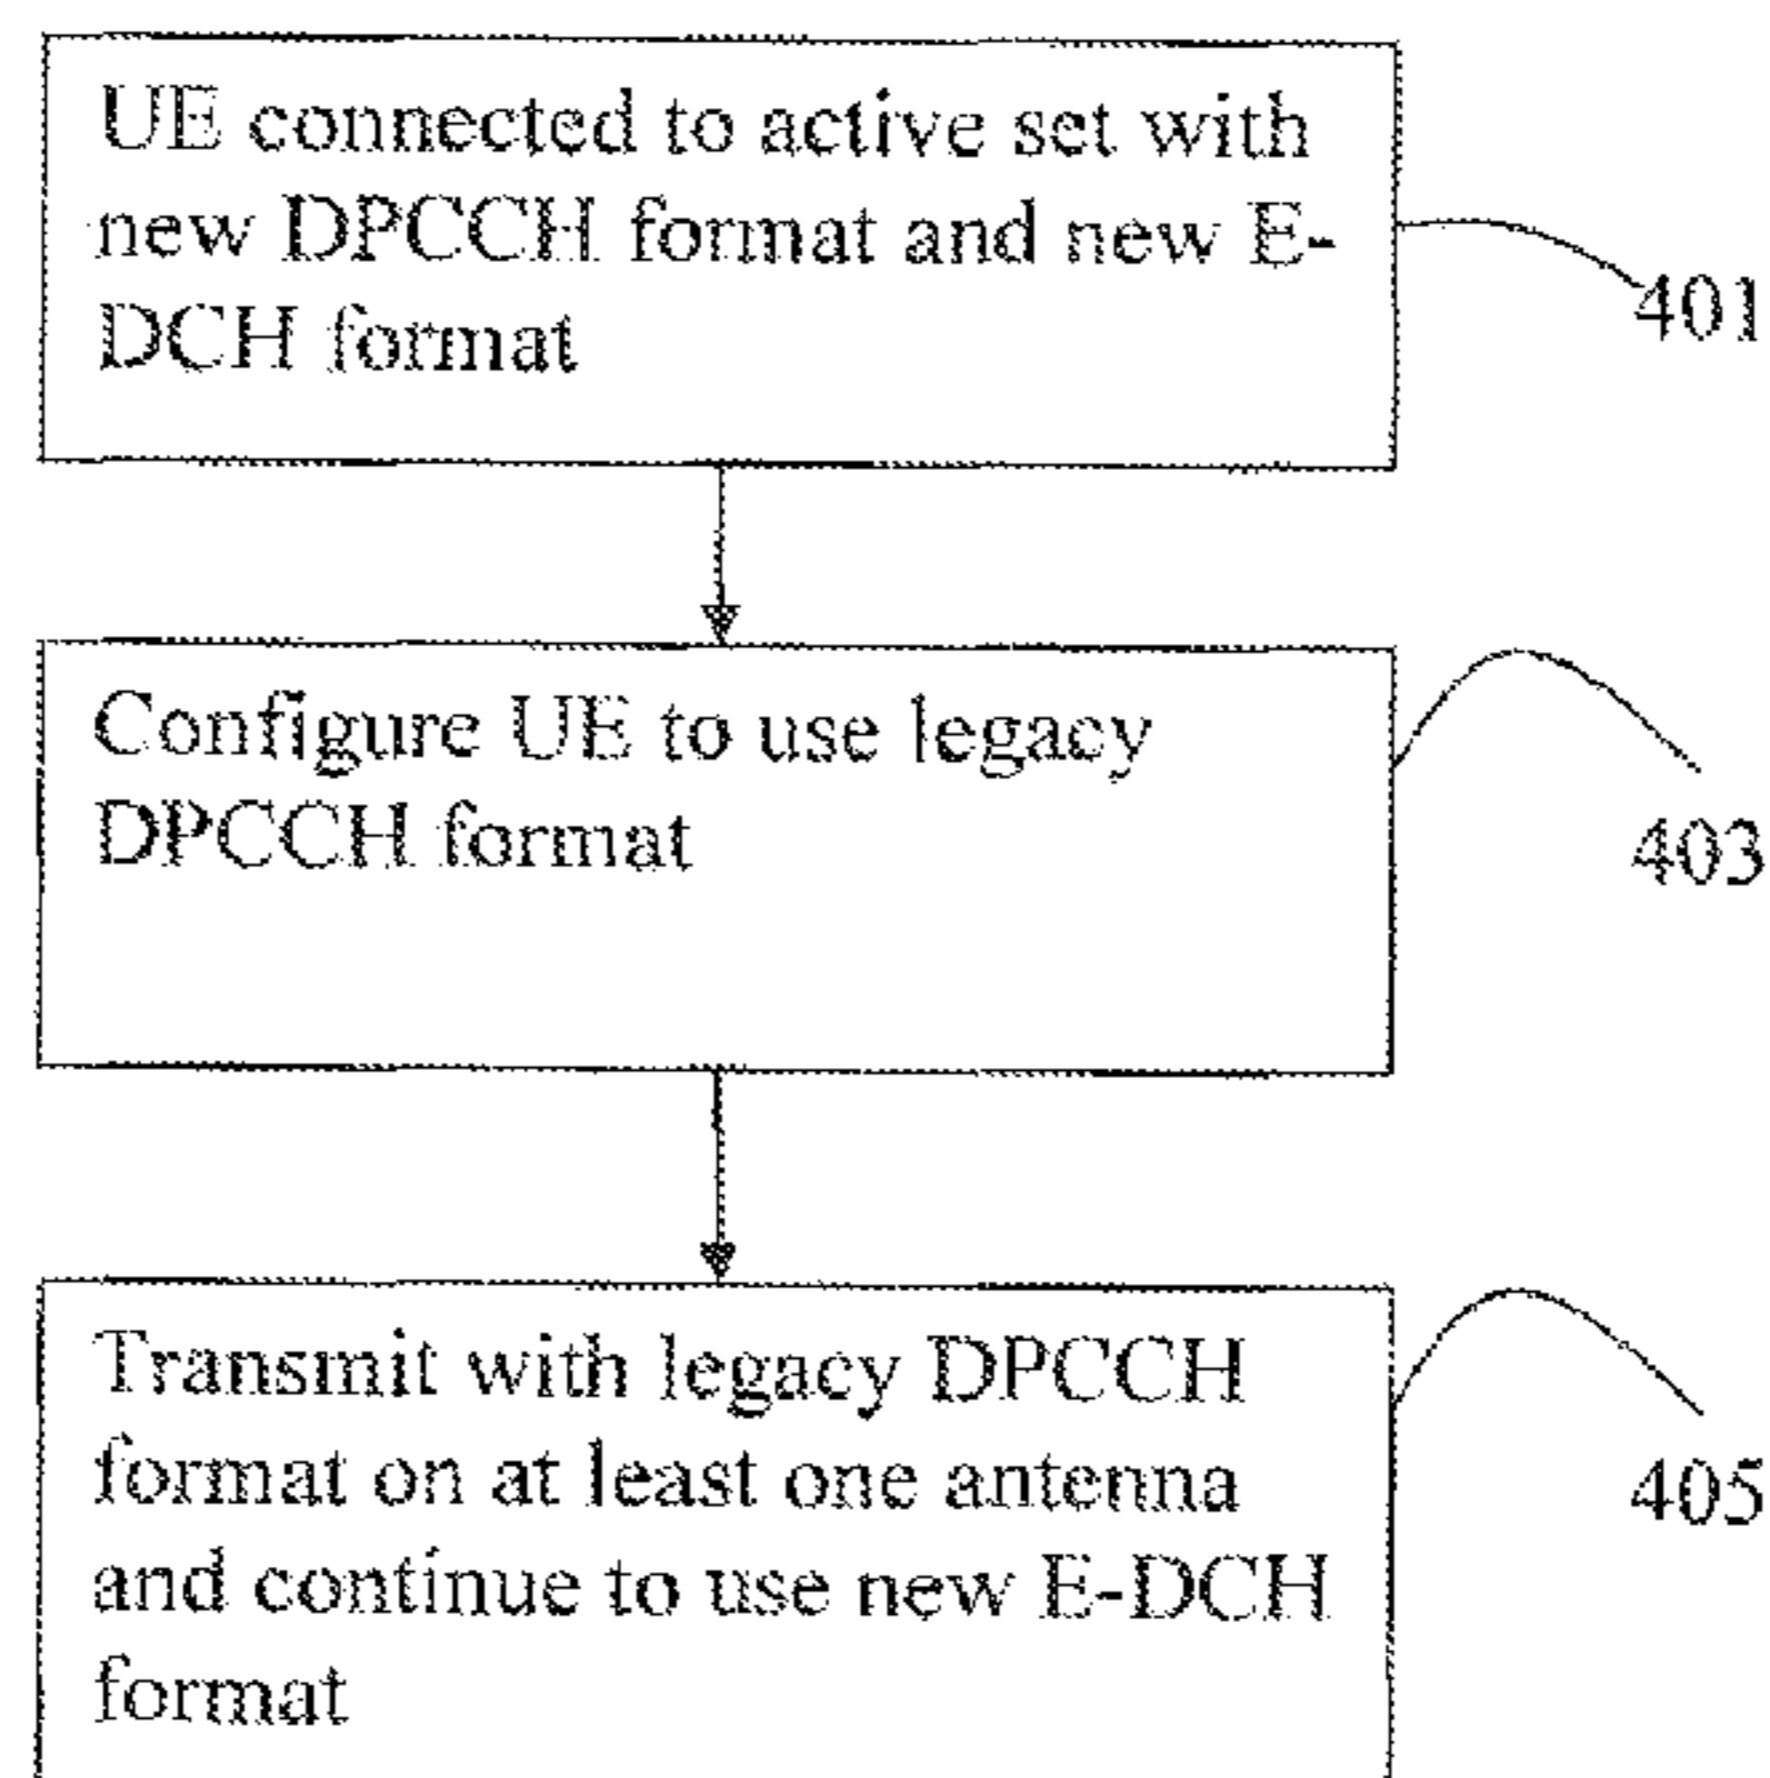 UE connected to active set with
new DPCCH format and new E-
DCH format
401
Configure UE to use legacy
DPCCH format
403
Transmit with legacy DPCCH
format on at least one antenna
and continue to use new E-DCH
format
405